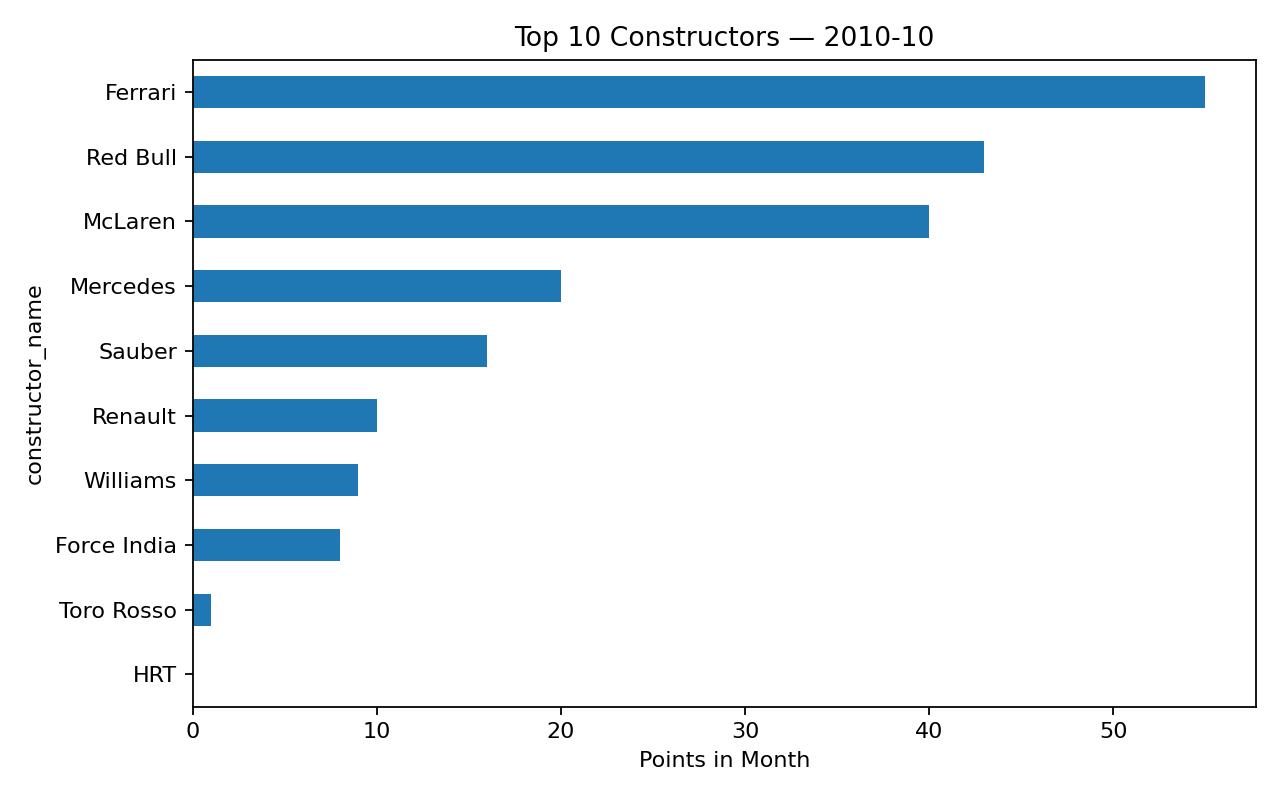 Top 10 Constructors — 2010-10
constructor_name
Ferrari
Red Bull
McLaren
Mercedes
Sauber
Renault
Williams
Force India
Toro Rosso
HRT
0 10 20 30 40 50
Points in Month